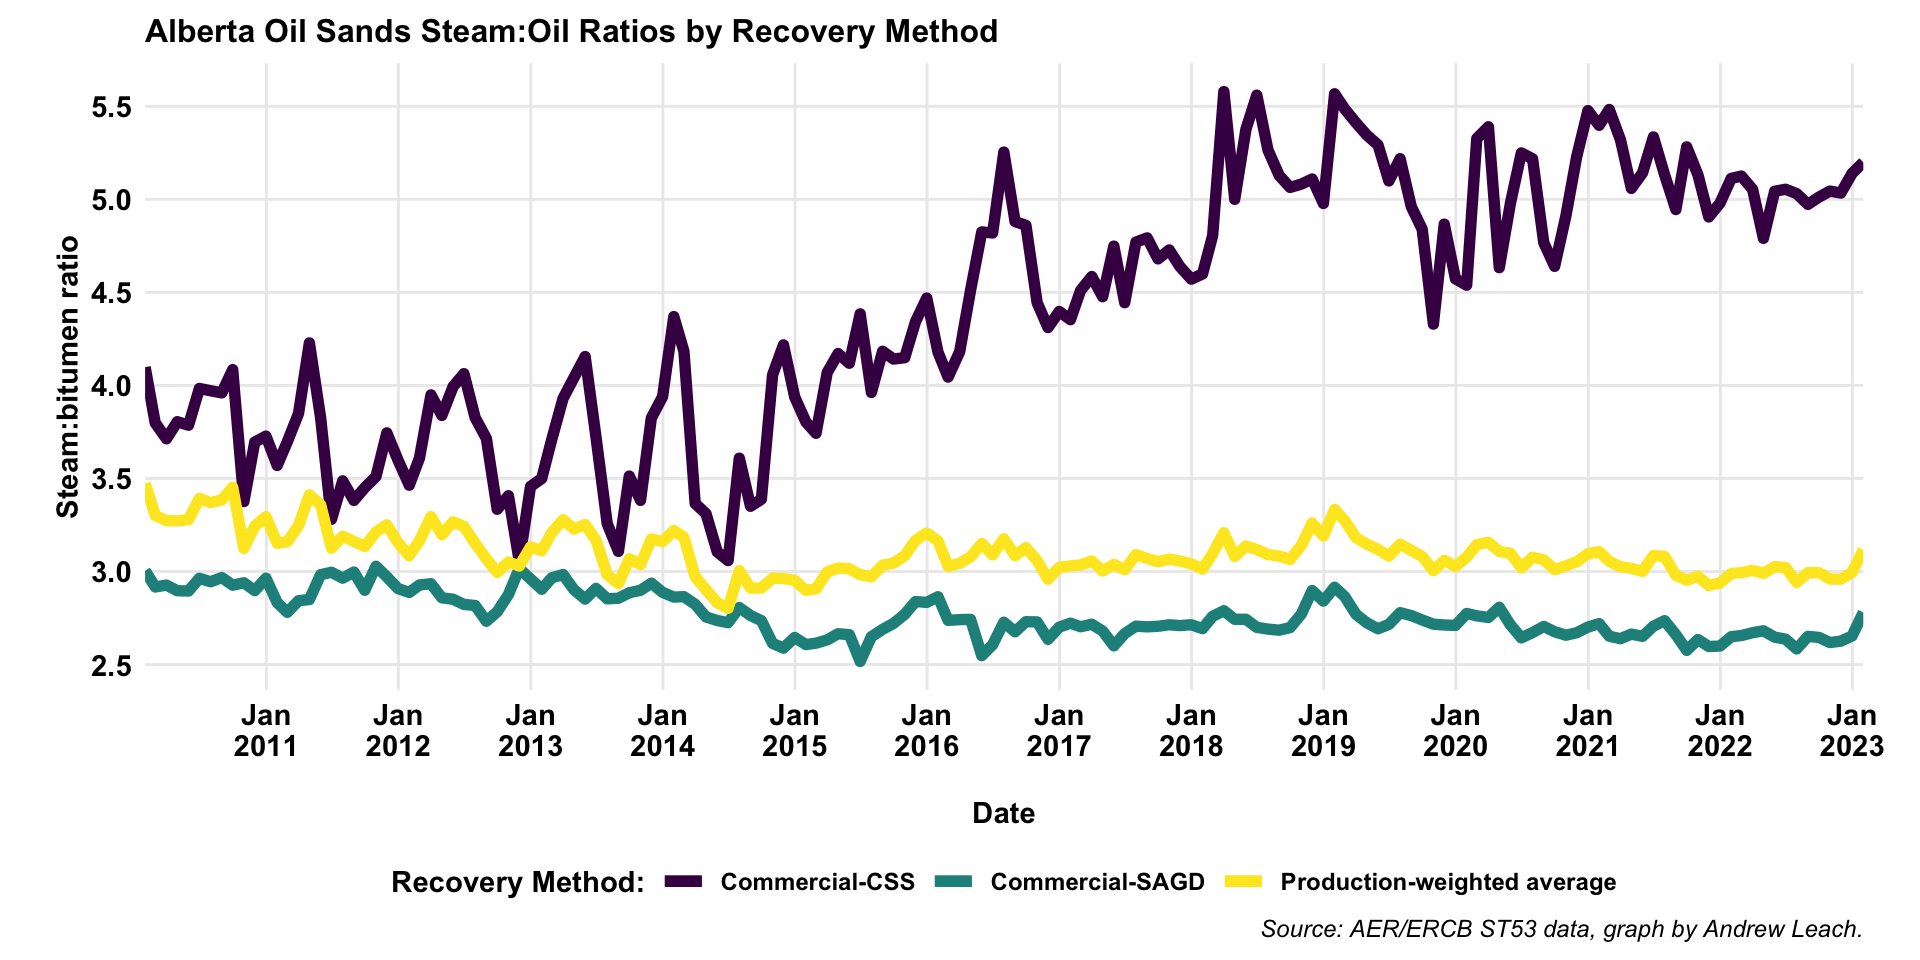 Alberta Oil Sands Steam:Oil Ratios by Recovery Method
Steam:bitumen ratio
5.5
5.0
4.5
4.0
3.5
3.0
2.5
Jan 2011
Jan 2012
Jan 2013
Jan 2014
Jan 2015
Jan 2016
Jan 2017
Jan 2018
Jan 2019
Jan 2020
Jan 2021
Jan 2022
Jan 2023
Date
Recovery Method: Commercial-CSS Commercial-SAGD Production-weighted average
Source: AER/ERCB ST53 data, graph by Andrew Leach.